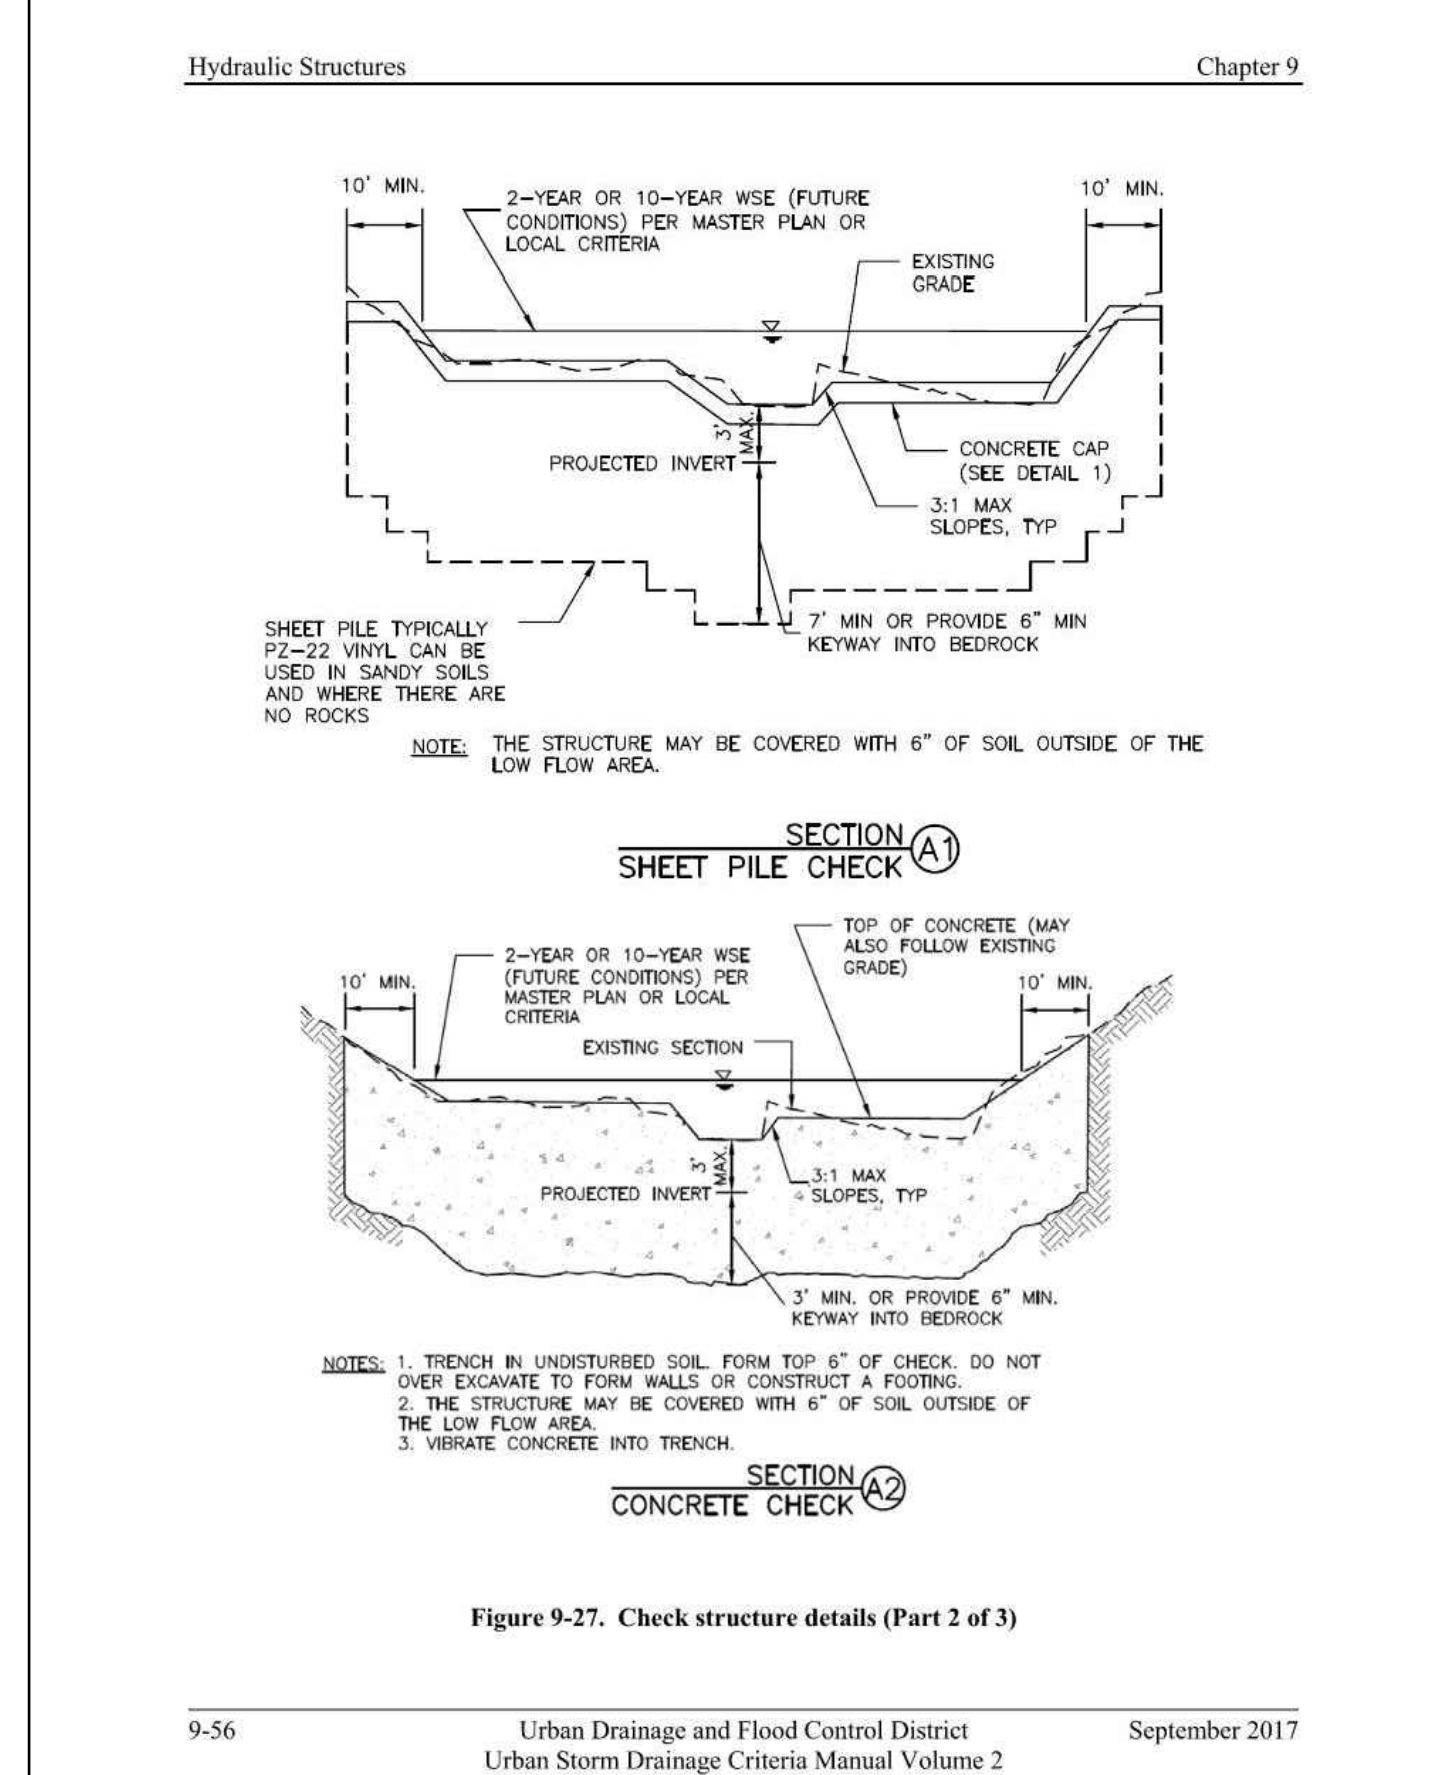 Hydraulic Structures
Chapter 9
10' MIN.
2-YEAR OR 10-YEAR WSE (FUTURE
CONDITIONS) PER MASTER PLAN OR
LOCAL CRITERIA
10' MIN.
EXISTING
GRADE
3'
MAX.
PROJECTED INVERT
CONCRETE CAP
(SEE DETAIL 1)
3:1 MAX
SLOPES, TYP
SHEET PILE TYPICALLY
PZ-22 VINYL CAN BE
USED IN SANDY SOILS
AND WHERE THERE ARE
NO ROCKS
7' MIN OR PROVIDE 6" MIN
KEYWAY INTO BEDROCK
NOTE: THE STRUCTURE MAY BE COVERED WITH 6" OF SOIL OUTSIDE OF THE
LOW FLOW AREA.
SECTION
SHEET PILE CHECK
A1
TOP OF CONCRETE (MAY
ALSO FOLLOW EXISTING
GRADE)
2-YEAR OR 10-YEAR WSE
(FUTURE CONDITIONS) PER
MASTER PLAN OR LOCAL
CRITERIA
10' MIN.
10' MIN.
EXISTING SECTION
3'
MAX.
PROJECTED INVERT
3:1 MAX
SLOPES, TYP
3' MIN. OR PROVIDE 6" MIN.
KEYWAY INTO BEDROCK
NOTES: 1. TRENCH IN UNDISTURBED SOIL. FORM TOP 6" OF CHECK. DO NOT
OVER EXCAVATE TO FORM WALLS OR CONSTRUCT A FOOTING.
2. THE STRUCTURE MAY BE COVERED WITH 6" OF SOIL OUTSIDE OF
THE LOW FLOW AREA.
3. VIBRATE CONCRETE INTO TRENCH.
SECTION
CONCRETE CHECK
A2
Figure 9-27. Check structure details (Part 2 of 3)
9-56
Urban Drainage and Flood Control District
September 2017
Urban Storm Drainage Criteria Manual Volume 2